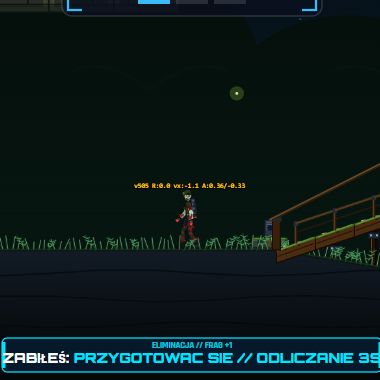 v505 R:0.0 vx:-1.1 A:0.36/-0.33
ELIMINACJA // FRAG +1
ZABIŁEŚ: PRZYGOTOWAC SIE // ODLICZANIE 3S